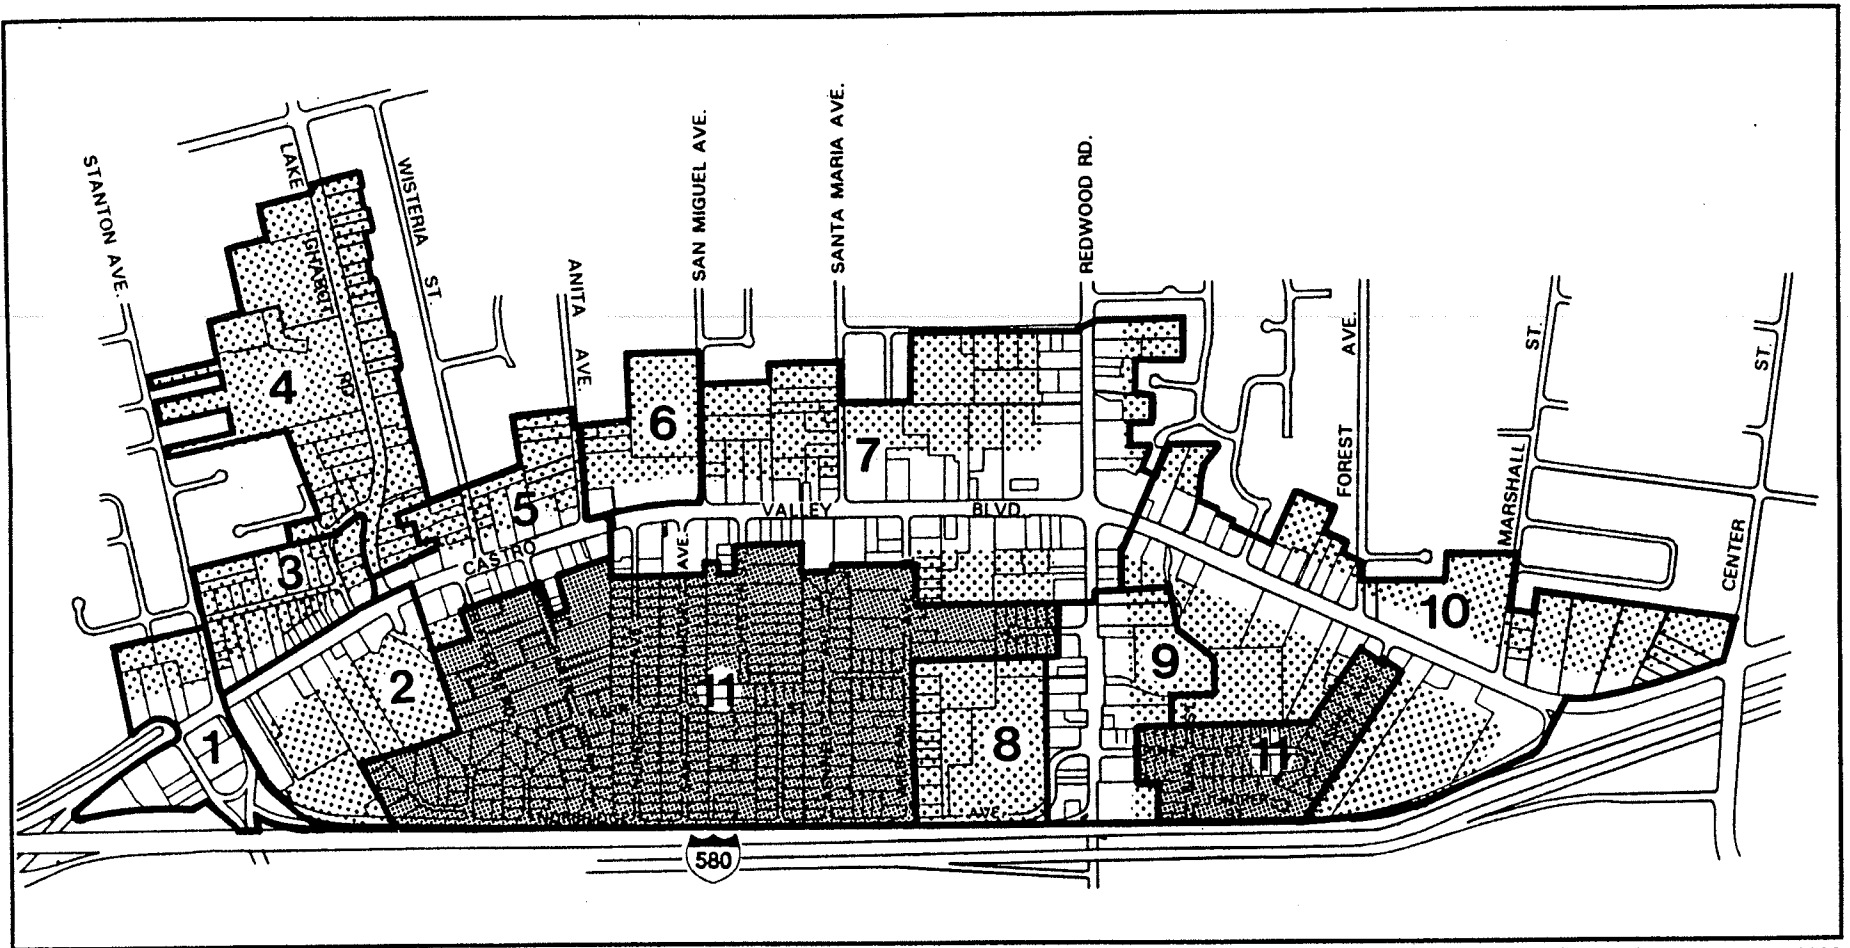 STANTON AVE.
LAKE CHABOT RD
WISTERIA ST.
ANITA AVE.
SAN MIGUEL AVE.
SANTA MARIA AVE.
REDWOOD RD.
FOREST AVE.
MARSHALL ST.
CENTER ST.
4
6
7
5
3
CASTRO VALLEY BLVD.
AVE.
10
9
2
11
8
1
11
AVE.
580